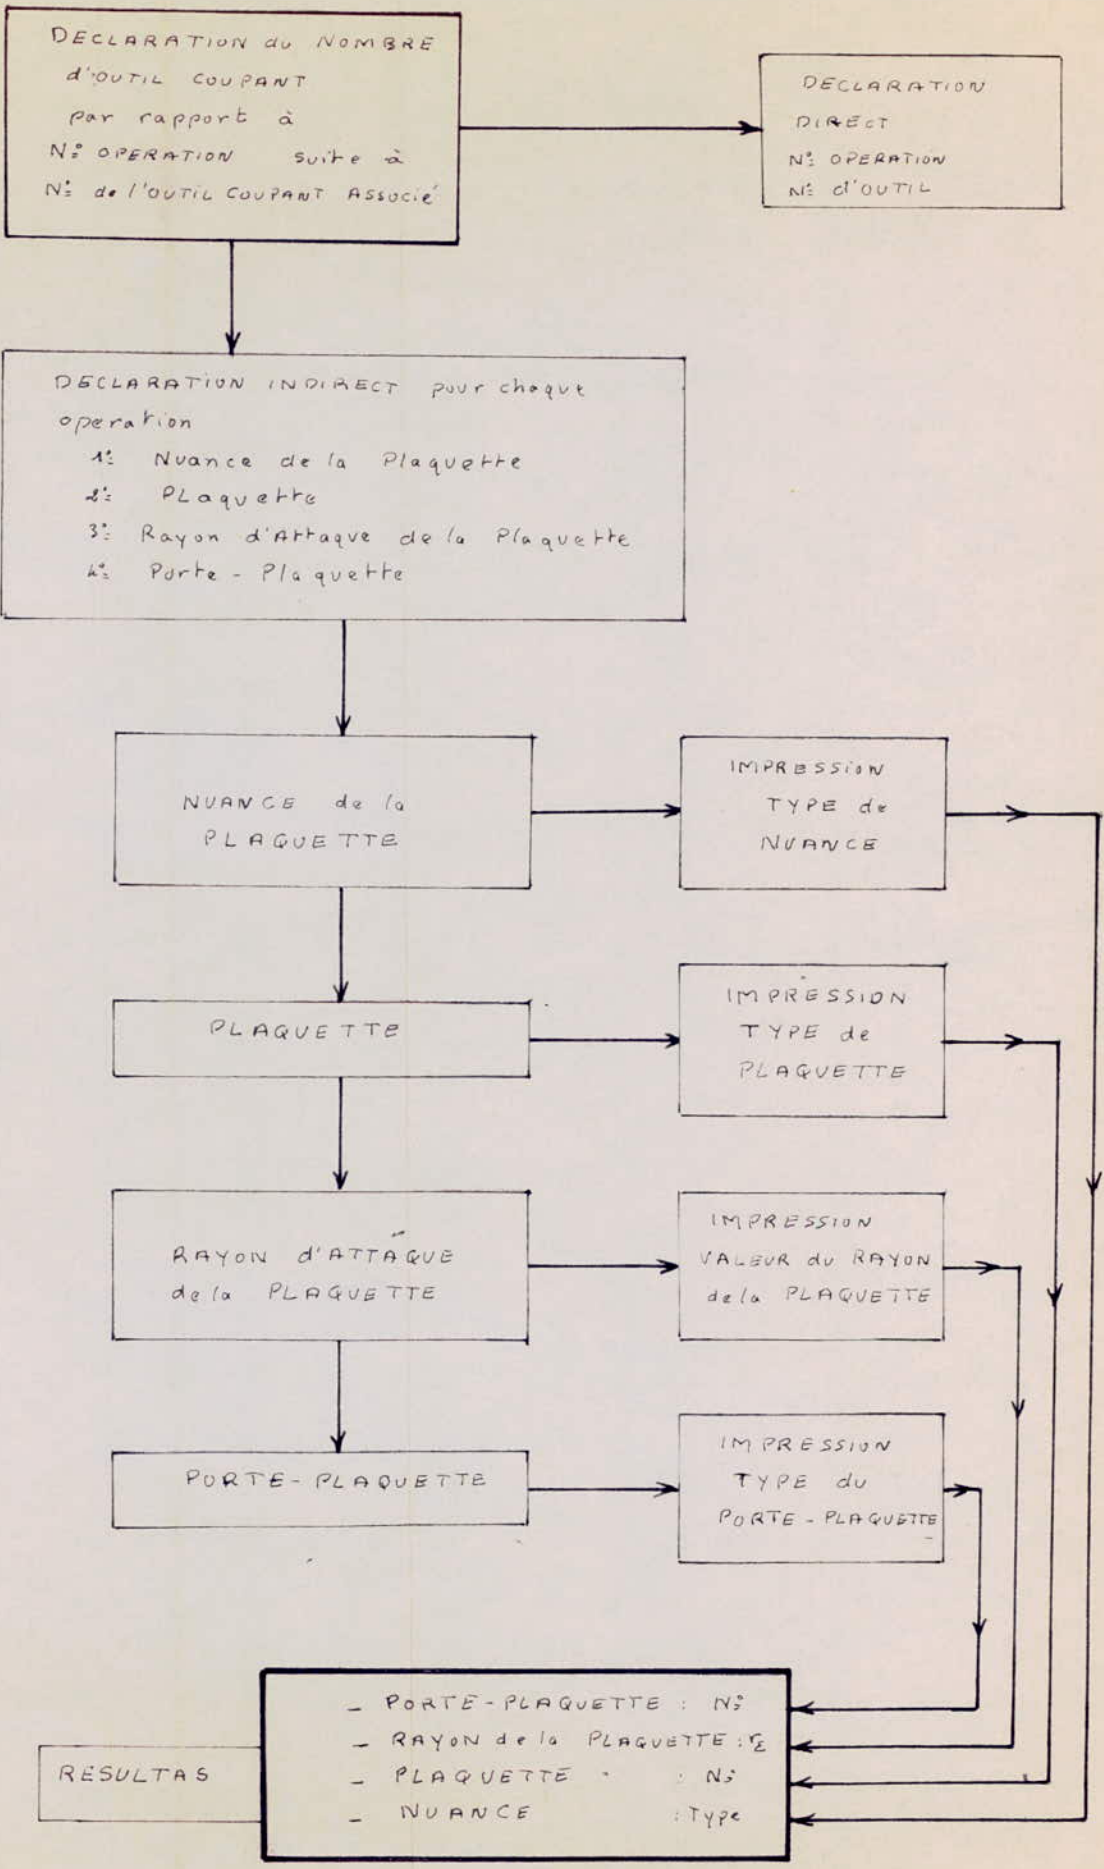 DECLARATION du NOMBRE
d'OUTIL COUPANT
par rapport à
N° OPERATION suite à
N° de l'OUTIL COUPANT ASSOCIÉ
DECLARATION
DIRECT
N° OPERATION
N° d'OUTIL
DECLARATION INDIRECT pour chaque
operation
1° Nuance de la Plaquette
2° PLaquette
3° Rayon d'Attaque de la Plaquette
4° Porte - Plaquette
NUANCE de la
PLAQUETTE
IMPRESSION
TYPE de
NUANCE
PLAQUETTE
IMPRESSION
TYPE de
PLAQUETTE
RAYON d'ATTAQUE
de la PLAQUETTE
IMPRESSION
VALEUR du RAYON
de la PLAQUETTE
PORTE-PLAQUETTE
IMPRESSION
TYPE du
PORTE-PLAQUETTE
RESULTAS
- PORTE-PLAQUETTE : N°
- RAYON de la PLAQUETTE : rε
- PLAQUETTE : N°
- NUANCE : Type